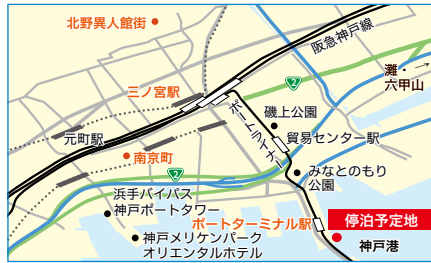 北野異人館街
阪急神戸線
灘・
六甲山
三ノ宮駅
2
ポートライナー
磯上公園
元町駅
貿易センター駅
南京町
みなとのもり
公園
2
浜手バイパス
神戸ポートタワー
ポートターミナル駅
停泊予定地
神戸港
神戸メリケンパーク
オリエンタルホテル